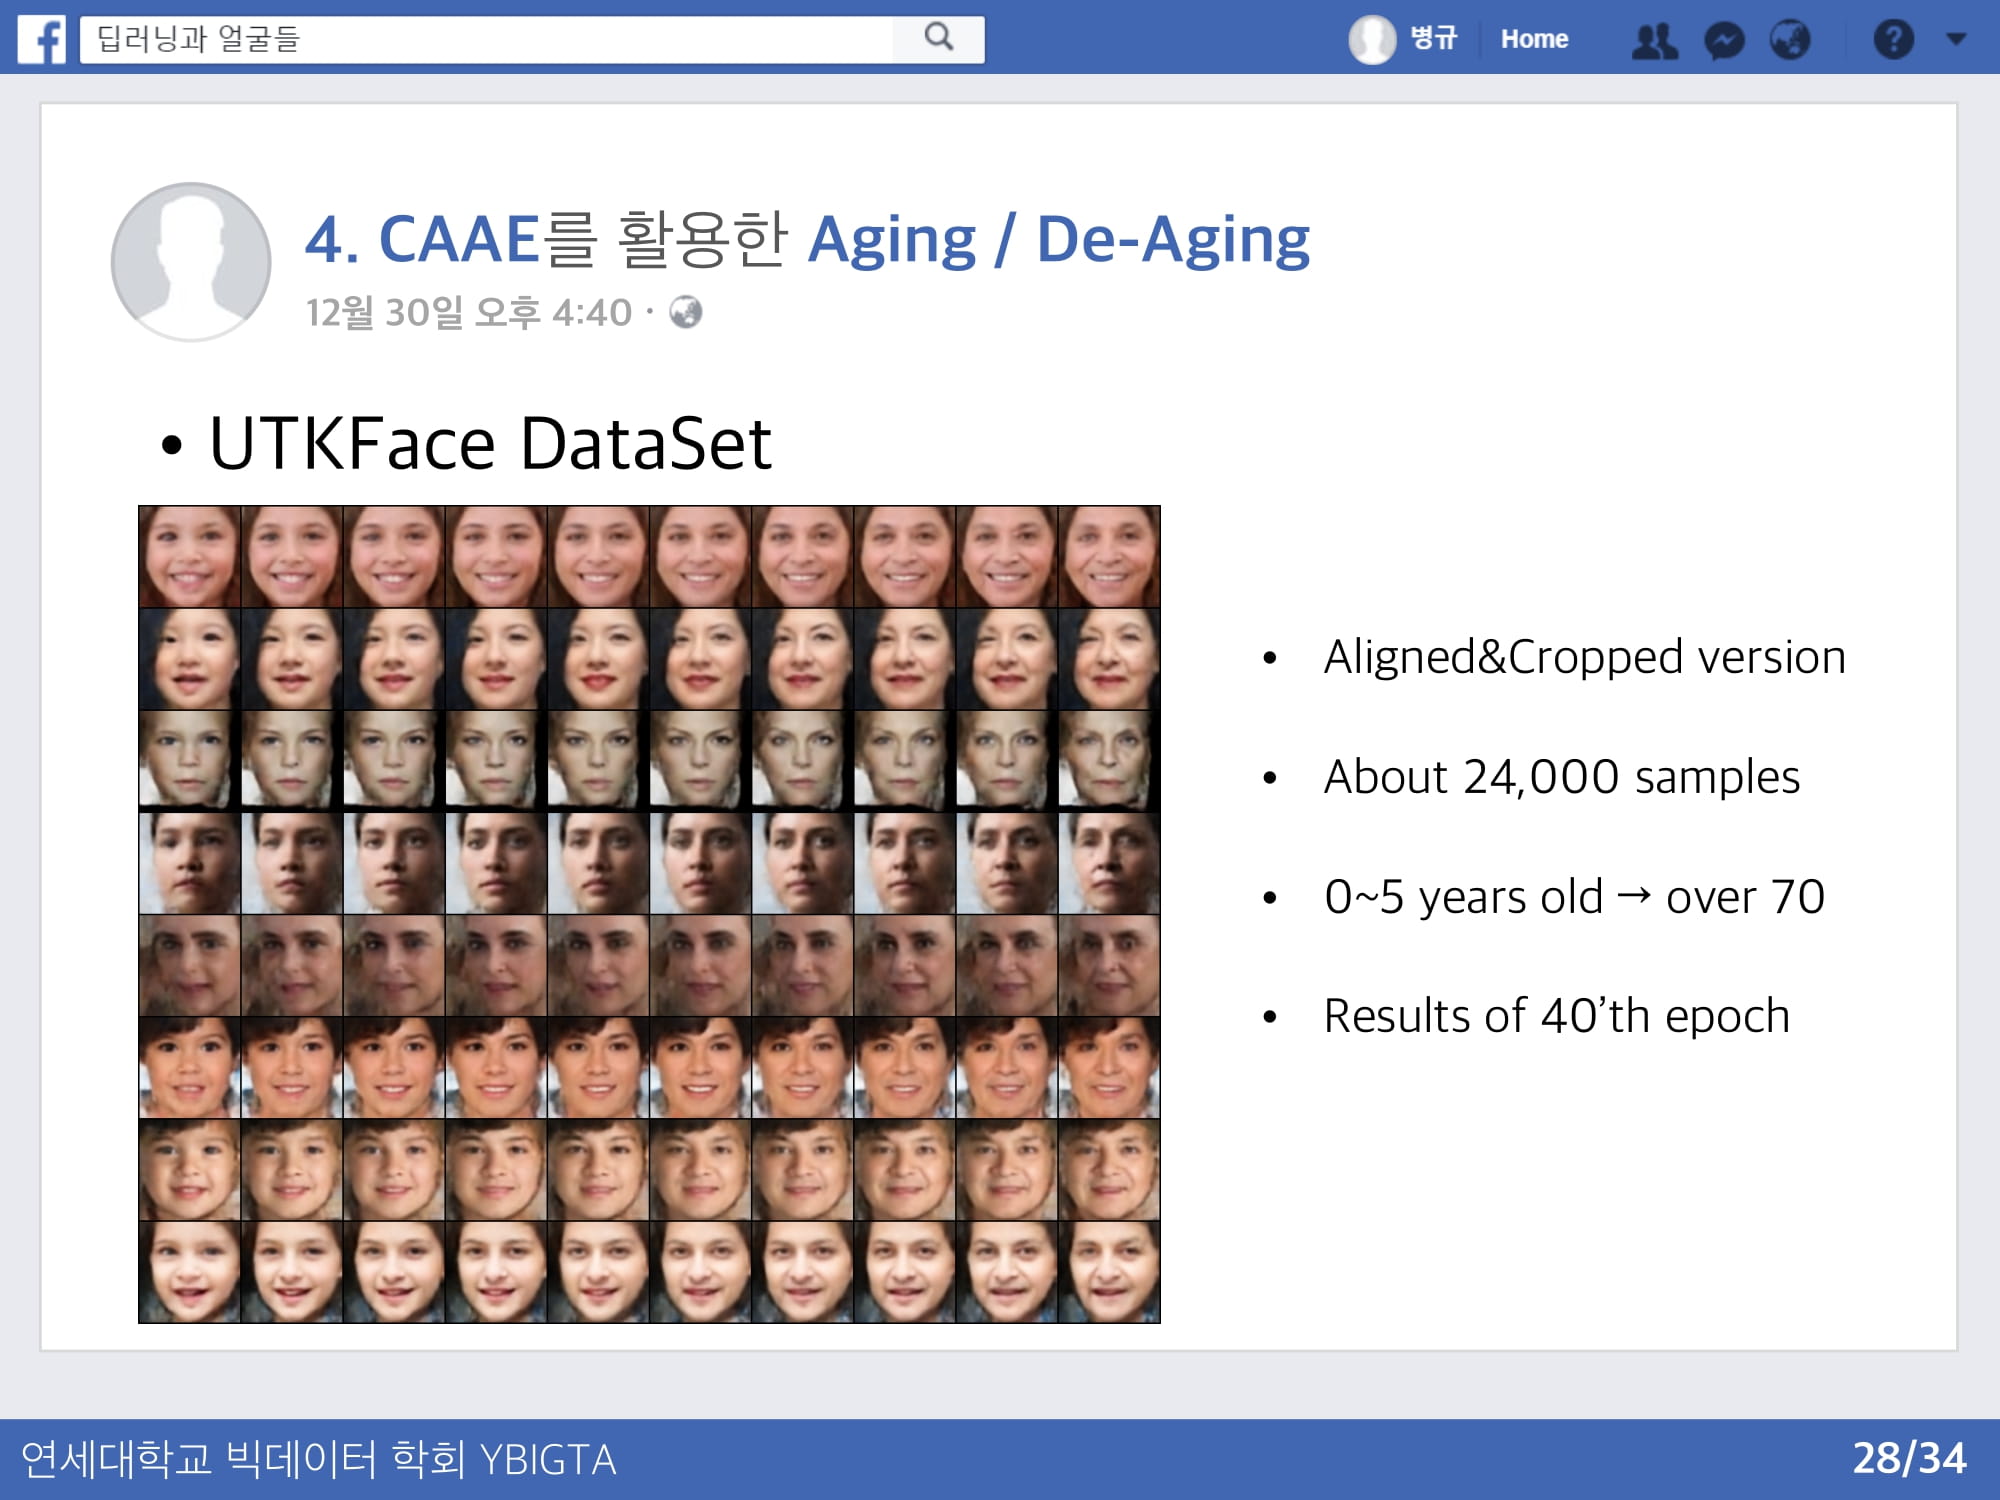 딥러닝과 얼굴들
병규
Home
4. CAAE를 활용한 Aging / De-Aging
12월 30일 오후 4:40 ·
• UTKFace DataSet
• Aligned&Cropped version
• About 24,000 samples
• 0~5 years old → over 70
• Results of 40’th epoch
연세대학교 빅데이터 학회 YBIGTA
28/34